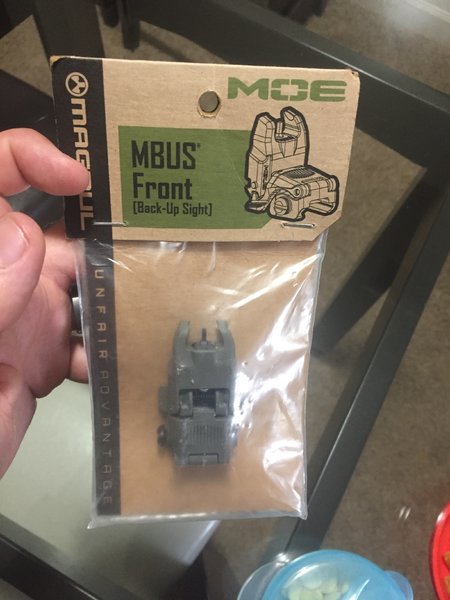 MOE
MBUS®
Front
[Back-Up Sight]
MAGPUL
UNFAIR ADVANTAGE